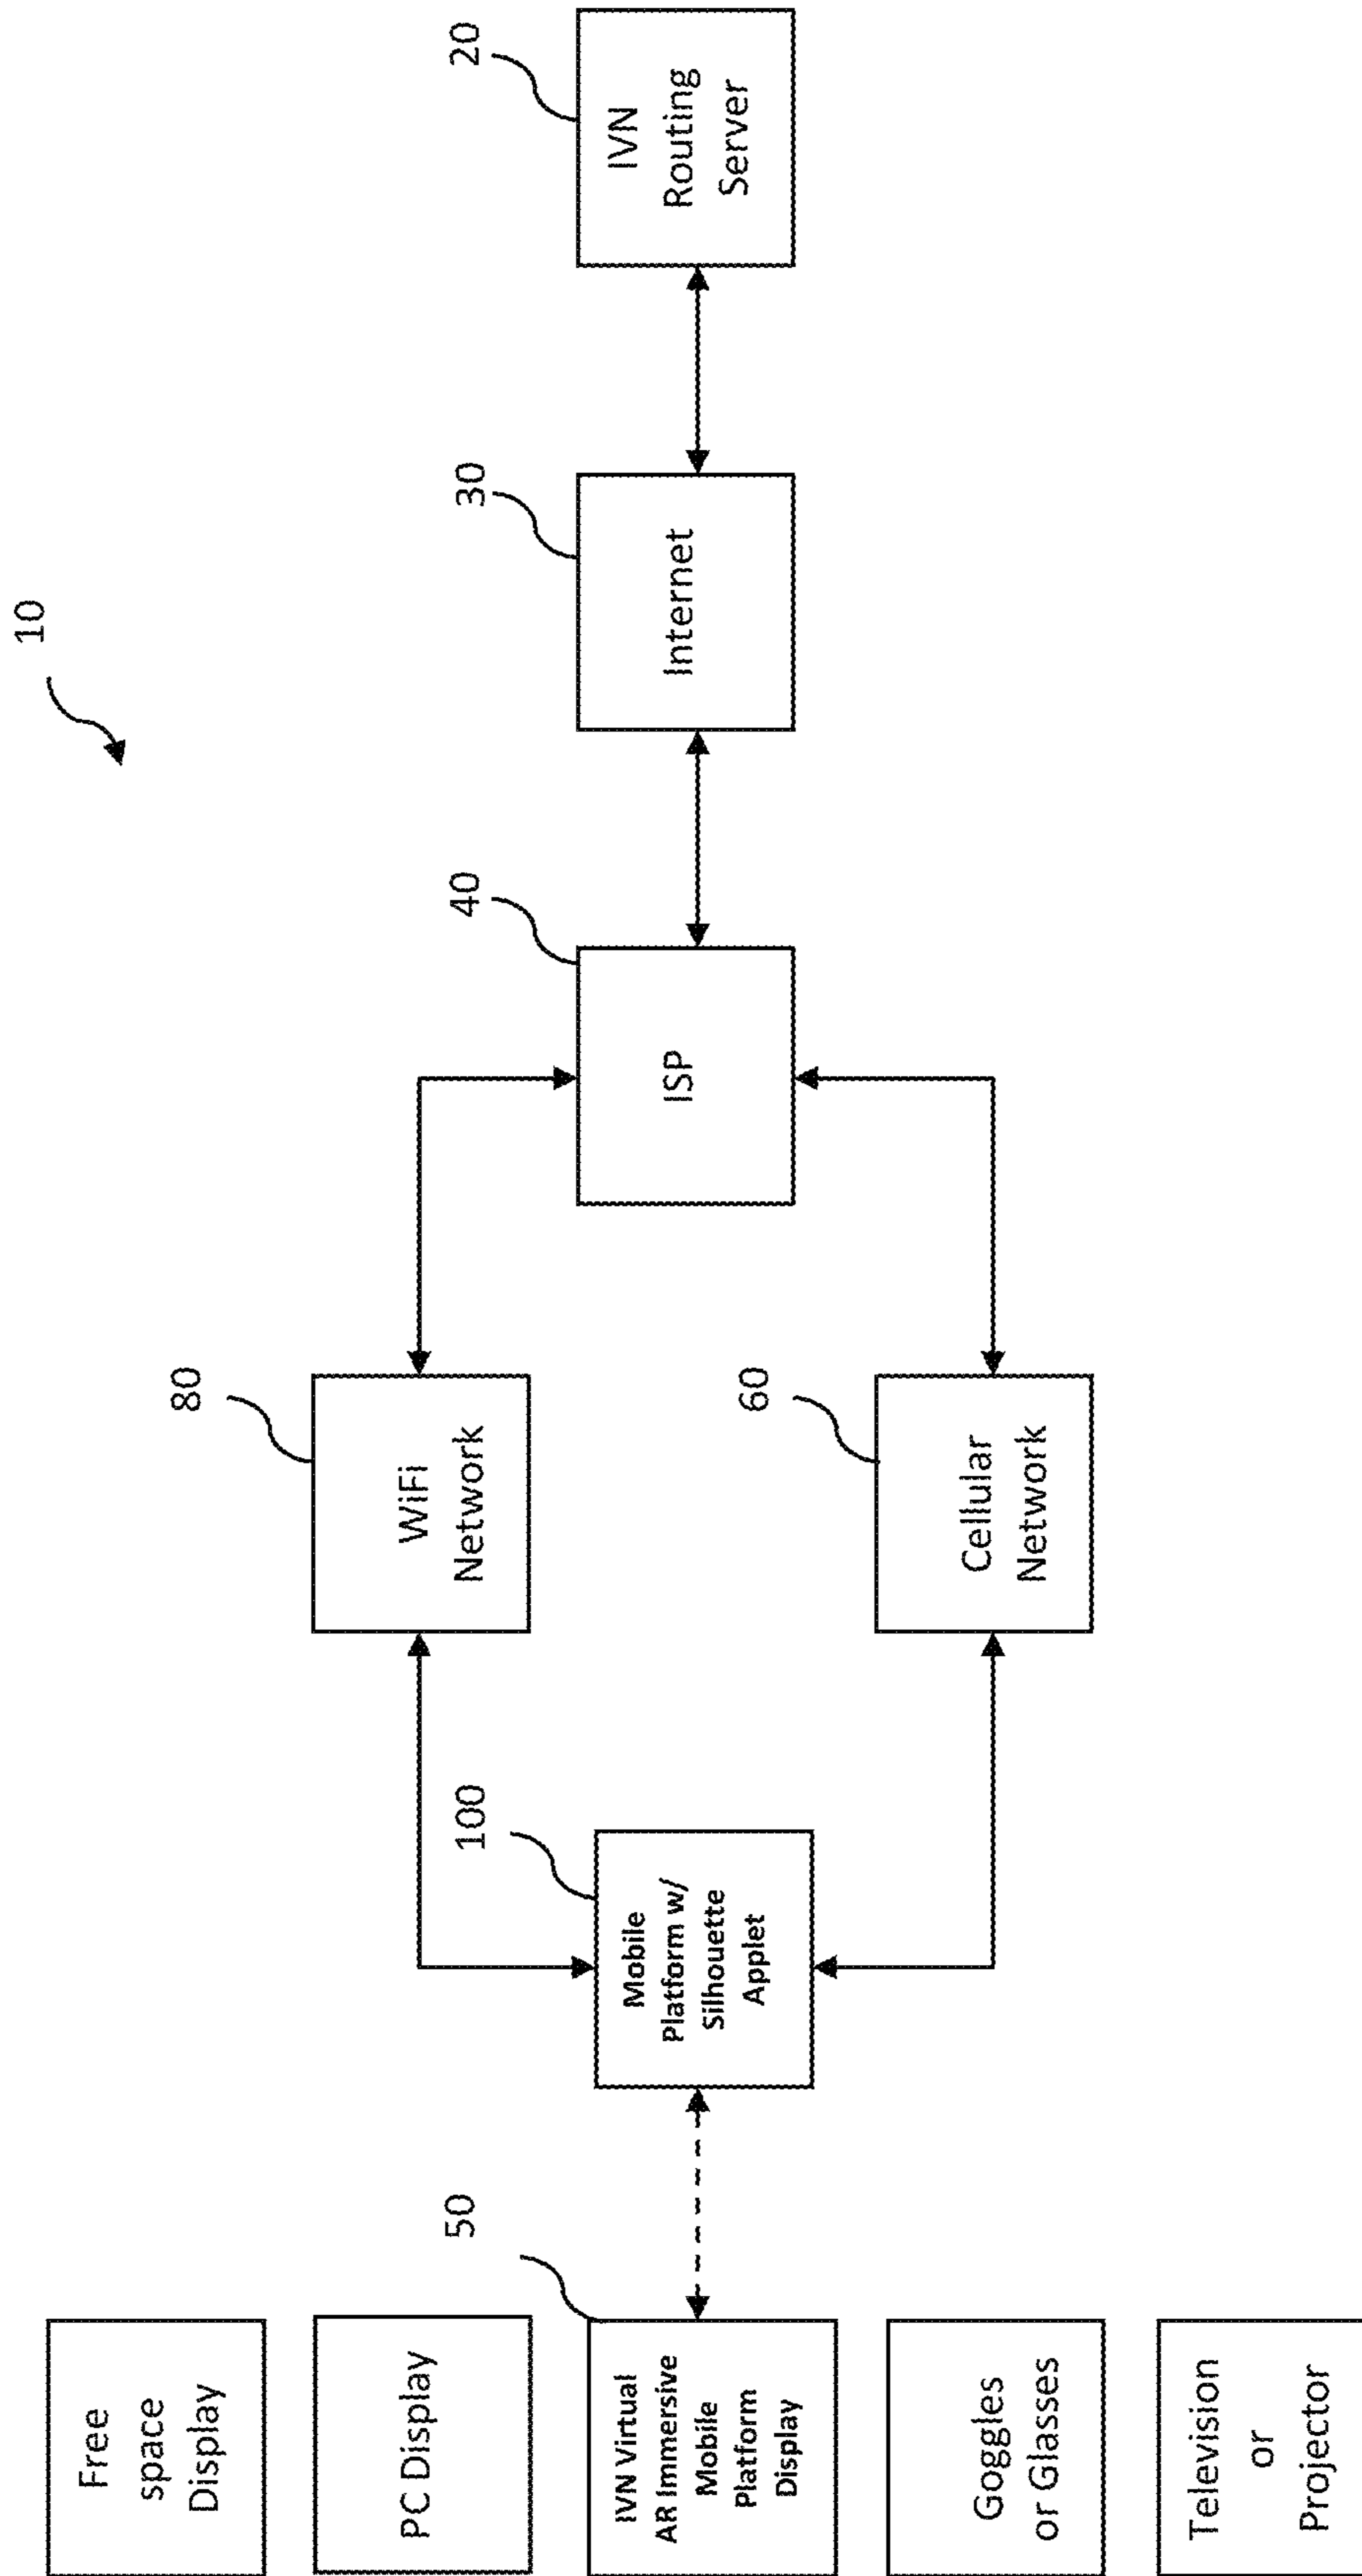 10
Free
space
Display
PC Display
50
IVN Virtual
AR Immersive
Mobile
Platform
Display
Goggles
or Glasses
Television
or
Projector
100
Mobile
Platform w/
Silhouette
Applet
80
WiFi
Network
60
Cellular
Network
40
ISP
30
Internet
20
IVN
Routing
Server